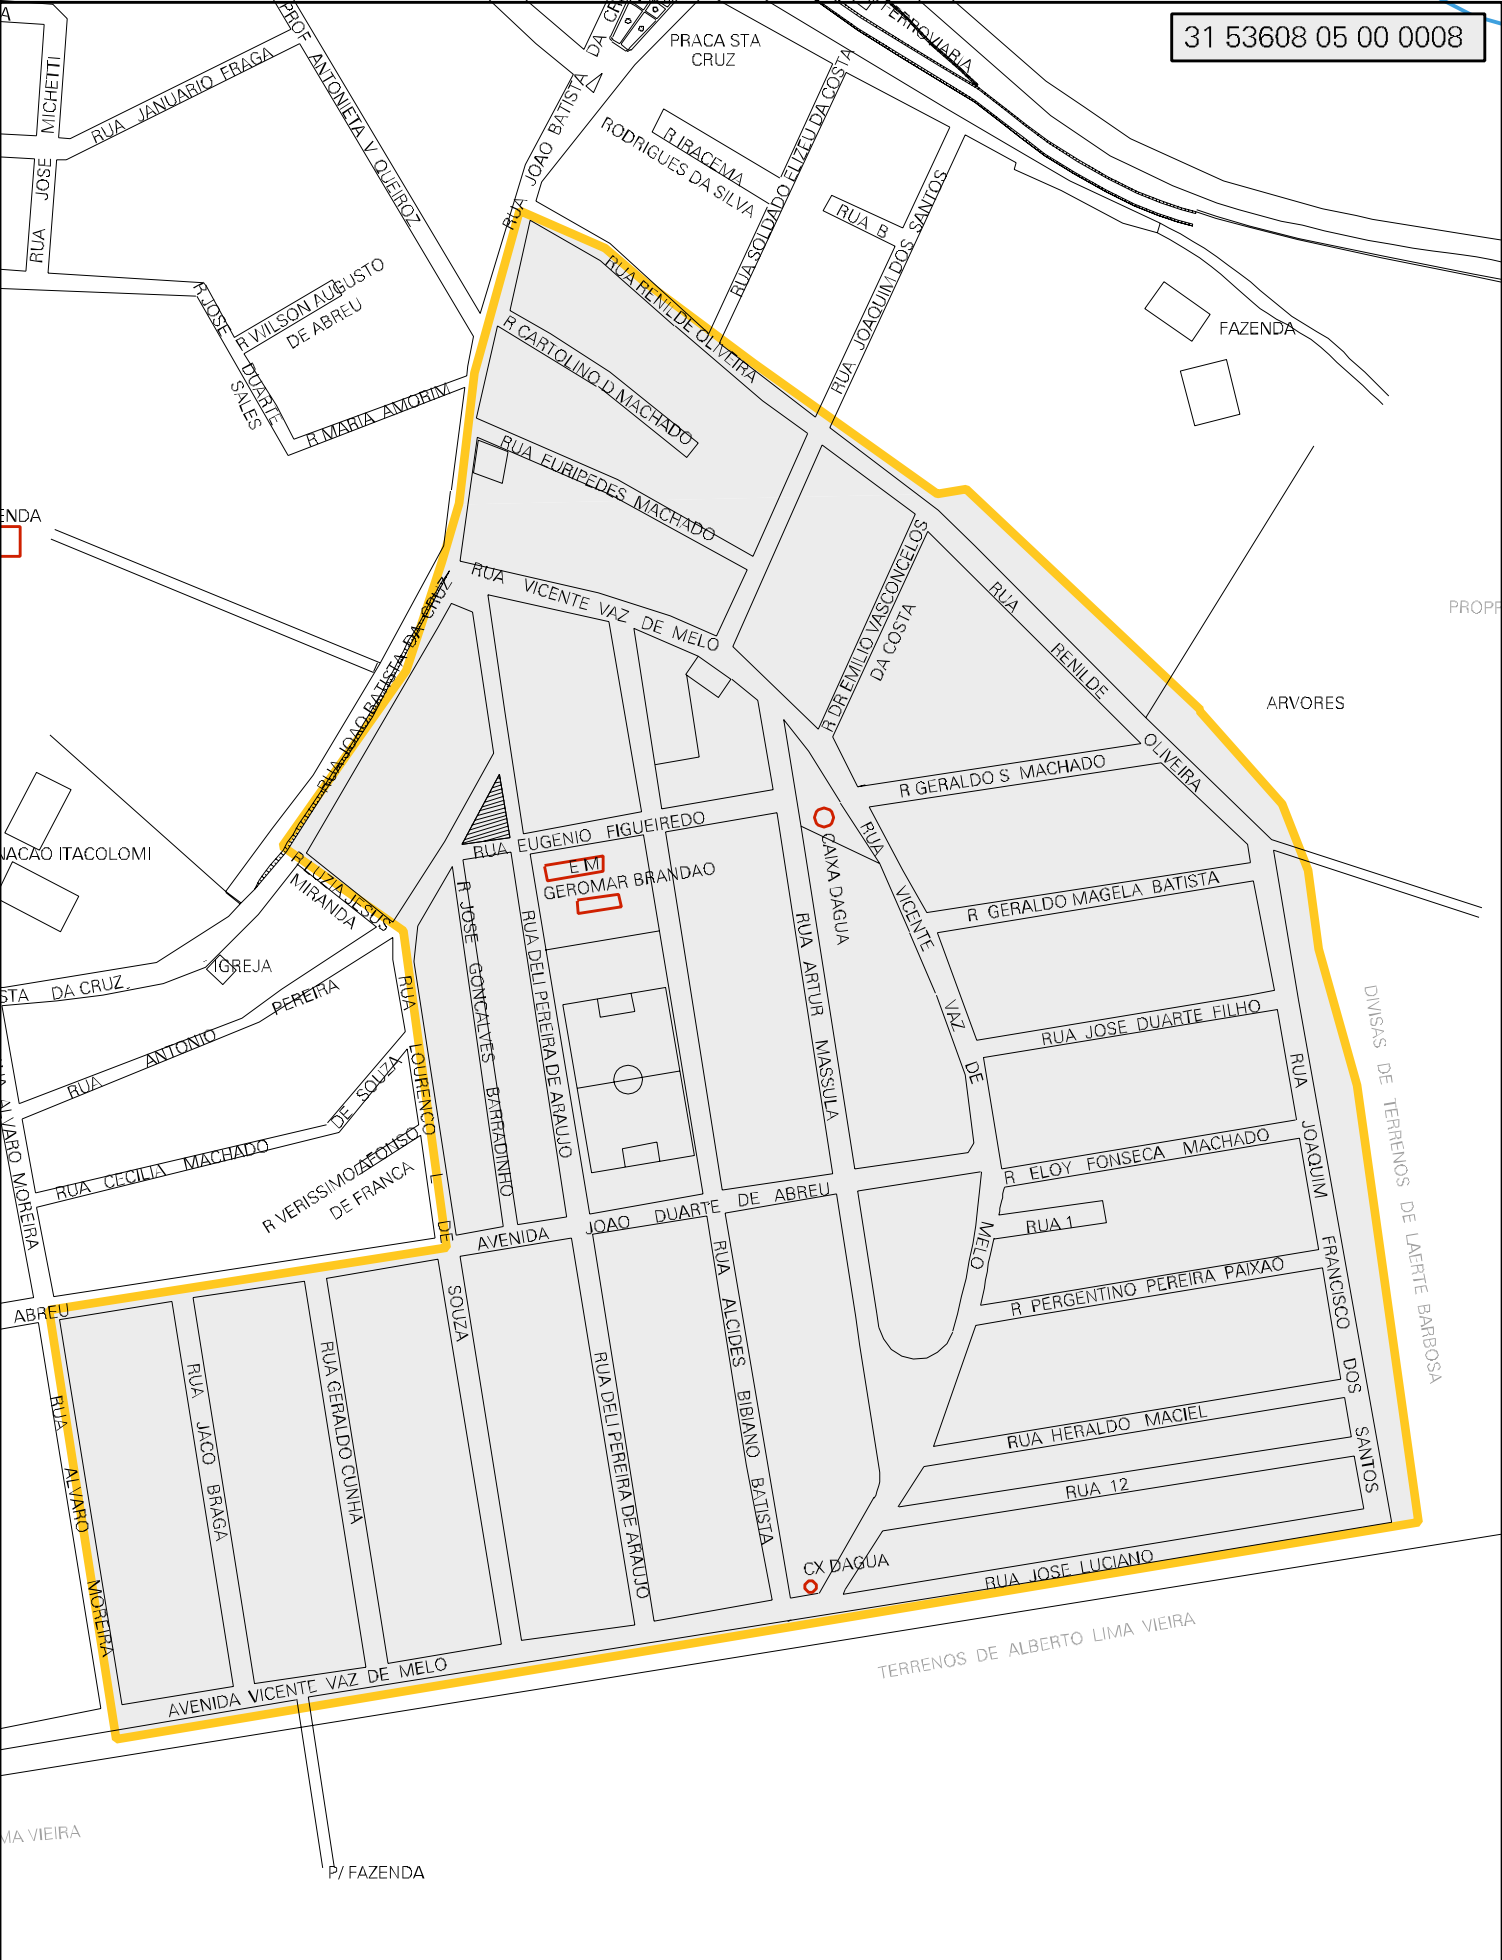 31 53608 05 00 0008
FERROVIARIA
PRACA STA
CRUZ
RUA JOSE MICHETTI
RUA JANUARIO FRAGA
PROF. ANTONIETA V QUEIROZ
RUA JOAO BATISTA DA
R IRACEMA
RODRIGUES DA SILVA
RUA SOLDADO ELIZEU DA COSTA
RUA B
RUA JOAQUIM DOS SANTOS
R JOSE DUARTE
SALES
R WILSON AUGUSTO
DE ABREU
R MARIA AMORIM
RUA RENILDE OLIVEIRA
R CARTOLINO D MACHADO
RUA EURIPEDES MACHADO
FAZENDA
ENDA
RUA VICENTE VAZ DE MELO
R DR EMILIO VASCONCELOS
DA COSTA
RUA RENILDE OLIVEIRA
PROPR
ARVORES
RUA JOAO BATISTA DA CRUZ
R GERALDO S MACHADO
NACAO ITACOLOMI
RUA EUGENIO FIGUEIREDO
CAIXA DAGUA
E M
GEROMAR BRANDAO
R LUZIA JESUS
MIRANDA
R GERALDO MAGELA BATISTA
IGREJA
STA DA CRUZ
RUA ANTONIO PEREIRA
RUA CECILIA MACHADO DE SOUZA
R VERISSIMO AFONSO
DE FRANCA
RUA LOURENCO L DE SOUZA
R JOSE GONCALVES BARRADINHO
RUA DELI PEREIRA DE ARAUJO
RUA ARTUR MASSULA
RUA VICENTE VAZ DE MELO
RUA JOSE DUARTE FILHO
R ELOY FONSECA MACHADO
RUA 1
R PERGENTINO PEREIRA PAIXAO
RUA JOAQUIM FRANCISCO DOS SANTOS
DIVISAS DE TERRENOS DE LAERTE BARBOSA
ALVARO MOREIRA
AVENIDA JOAO DUARTE DE ABREU
ABREU
RUA ALVARO MOREIRA
RUA JACO BRAGA
RUA GERALDO CUNHA
RUA DELI PEREIRA DE ARAUJO
RUA ALCIDES BIBIANO BATISTA
RUA HERALDO MACIEL
RUA 12
CX DAGUA
RUA JOSE LUCIANO
AVENIDA VICENTE VAZ DE MELO
TERRENOS DE ALBERTO LIMA VIEIRA
MA VIEIRA
P/ FAZENDA